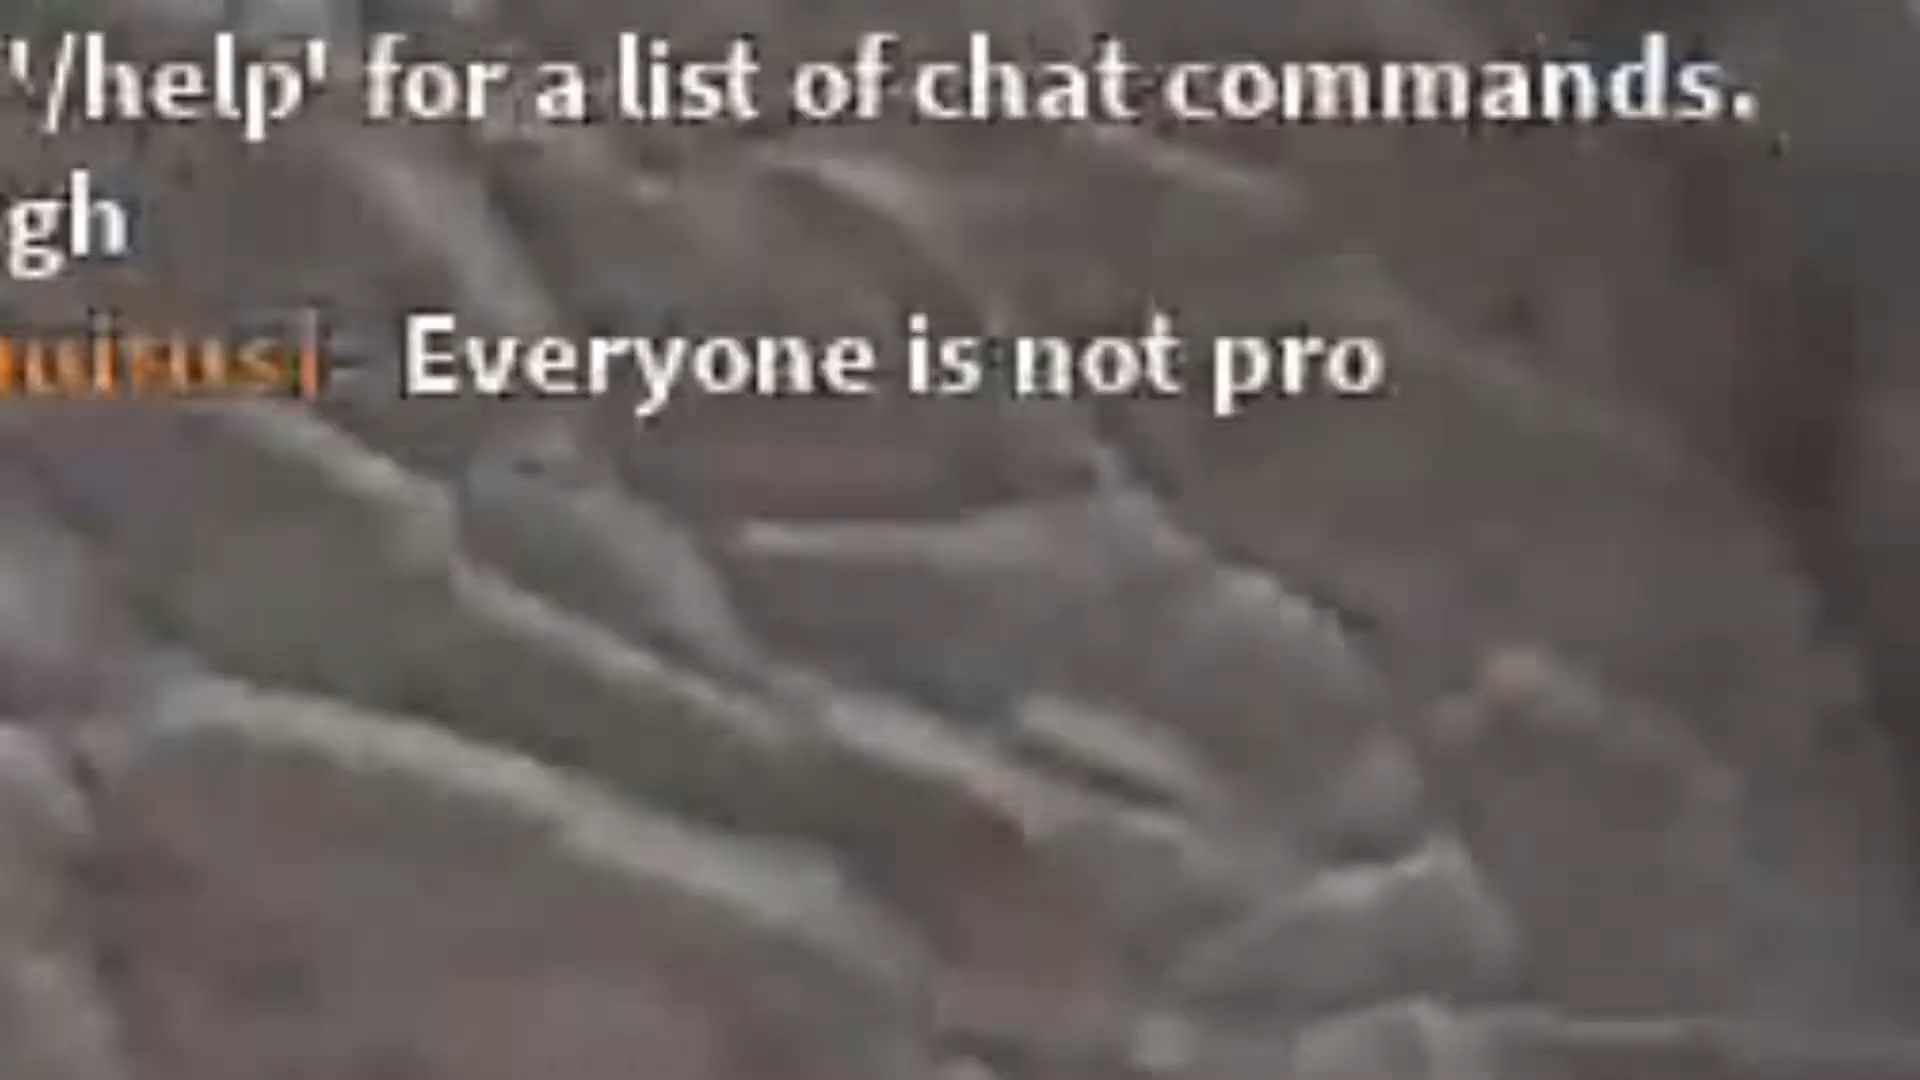 '/help' for a list of chat commands.
gh
Everyone is not pro